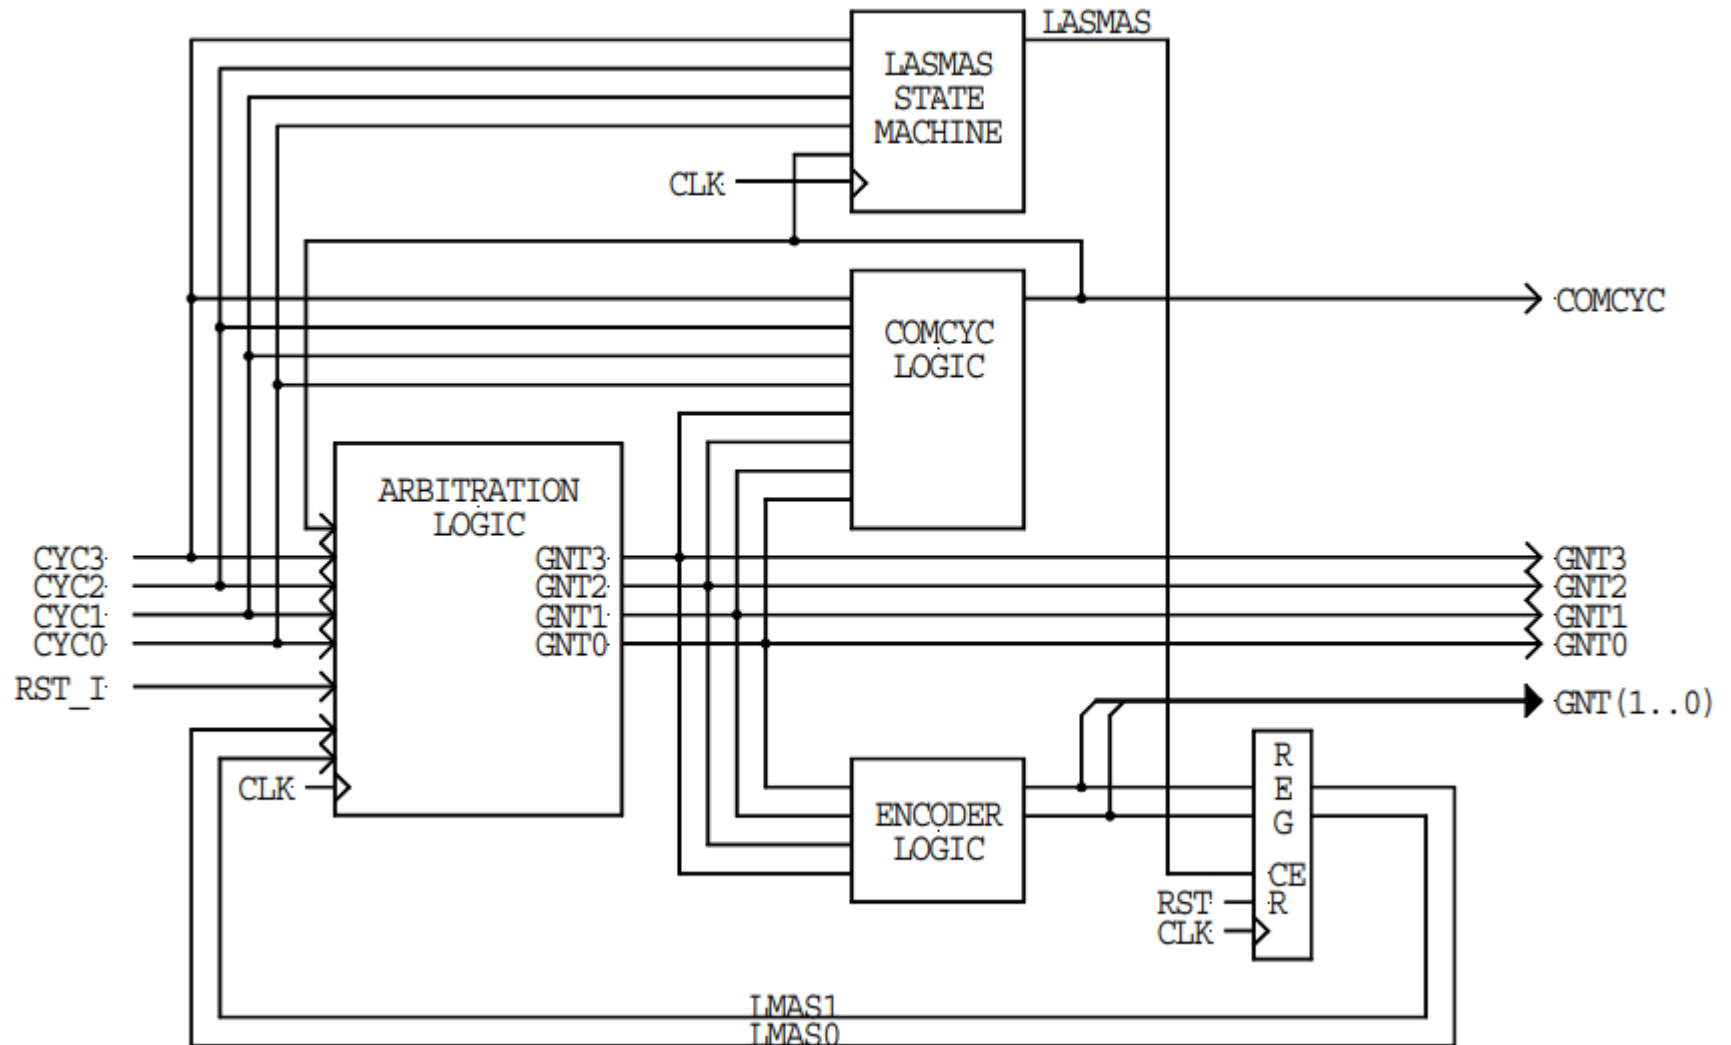 LASMAS
LASMAS
STATE
MACHINE
CLK
COMCYC
COMCYC
LOGIC
ARBITRATION
LOGIC
CYC3
CYC2
CYC1
CYC0
RST_I
CLK
GNT3
GNT2
GNT1
GNT0
GNT3
GNT2
GNT1
GNT0
GNT(1..0)
ENCODER
LOGIC
R
E
G
CE
R
RST
CLK
LMAS1
LMAS0